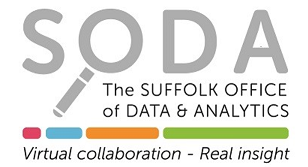 SODA
The SUFFOLK OFFICE
of DATA & ANALYTICS
Virtual collaboration - Real insight